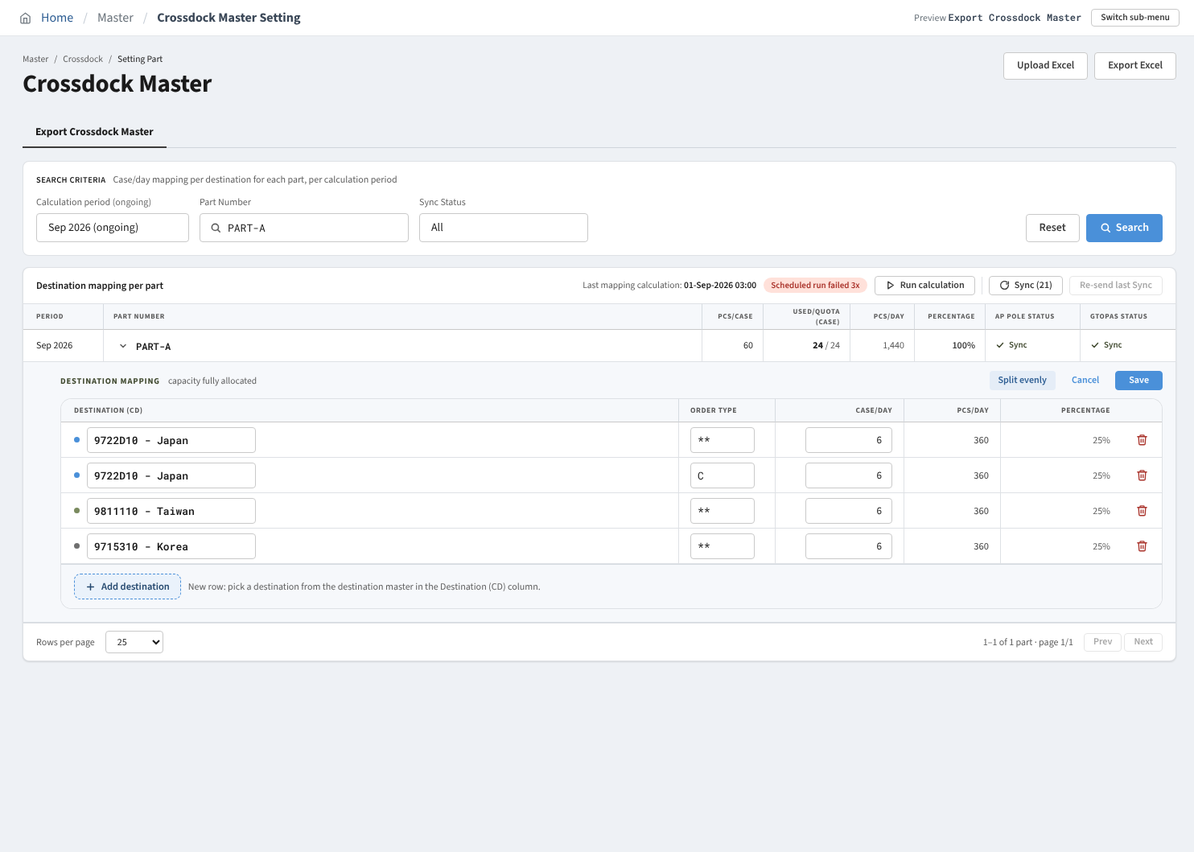 Home / Master / Crossdock Master Setting
Preview Export Crossdock Master Switch sub-menu
Master / Crossdock / Setting Part
Crossdock Master
Upload Excel Export Excel
Export Crossdock Master
SEARCH CRITERIA Case/day mapping per destination for each part, per calculation period
Calculation period (ongoing) Part Number Sync Status
Sep 2026 (ongoing) PART-A All Reset Search
Destination mapping per part Last mapping calculation: 01-Sep-2026 03:00 Scheduled run failed 3x Run calculation Sync (21) Re-send last Sync
PERIOD PART NUMBER PCS/CASE USED/QUOTA (CASE) PCS/DAY PERCENTAGE AP POLE STATUS GTOPAS STATUS
Sep 2026 PART-A 60 24 / 24 1,440 100% Sync Sync
DESTINATION MAPPING capacity fully allocated Split evenly Cancel Save
DESTINATION (CD) ORDER TYPE CASE/DAY PCS/DAY PERCENTAGE
9722D10 - Japan ** 6 360 25%
9722D10 - Japan C 6 360 25%
9811110 - Taiwan ** 6 360 25%
9715310 - Korea ** 6 360 25%
+ Add destination New row: pick a destination from the destination master in the Destination (CD) column.
Rows per page 25 1–1 of 1 part · page 1/1 Prev Next